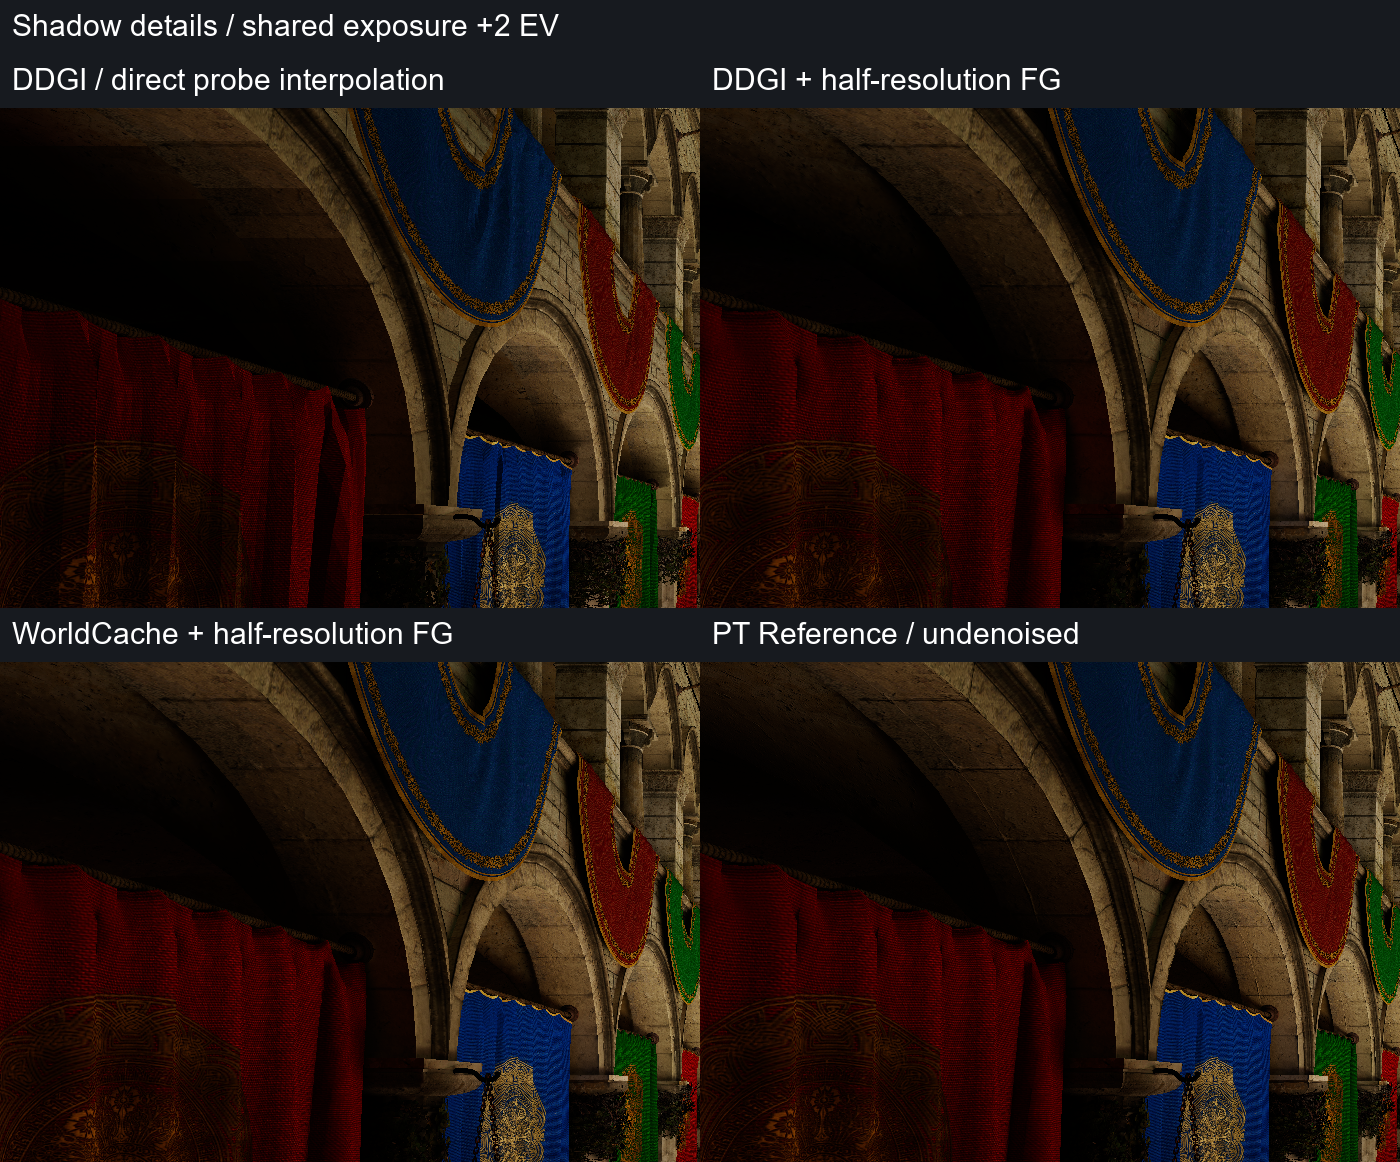 Shadow details / shared exposure +2 EV
DDGI / direct probe interpolation
DDGI + half-resolution FG
WorldCache + half-resolution FG
PT Reference / undenoised